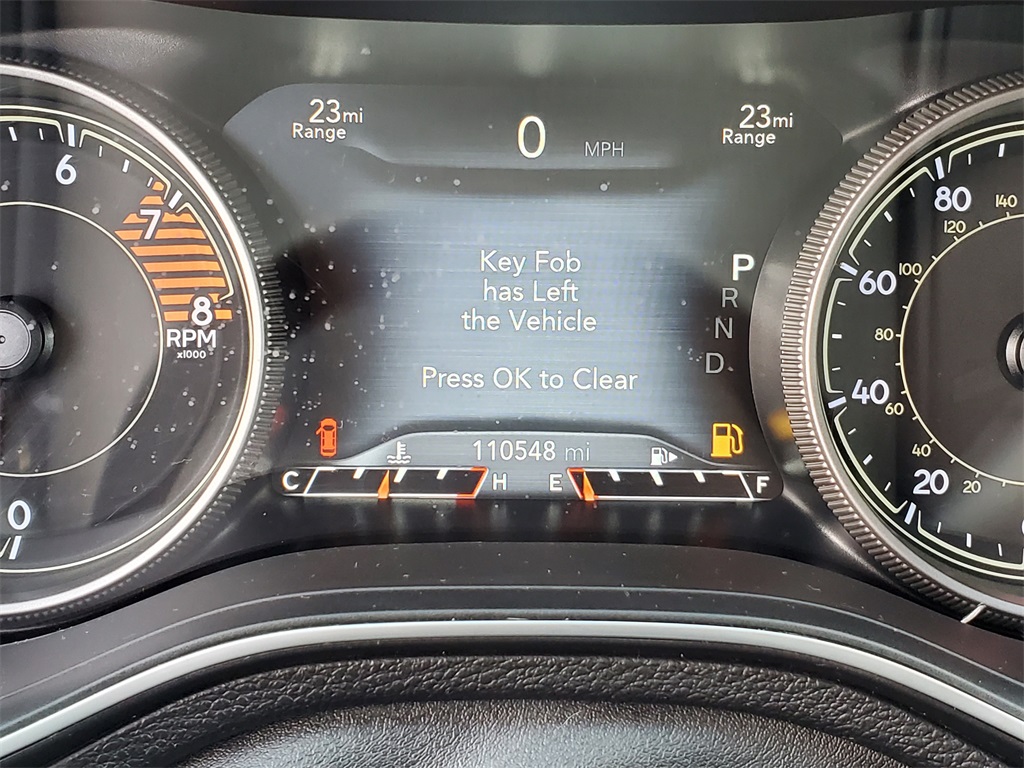 23mi
Range
0 MPH
23mi
Range
6
7
8
RPM
x1000
0
Key Fob
has Left
the Vehicle
Press OK to Clear
P
R
N
D
110548 mi
C
H
E
F
80
60
40
20
140
120
100
80
60
40
20